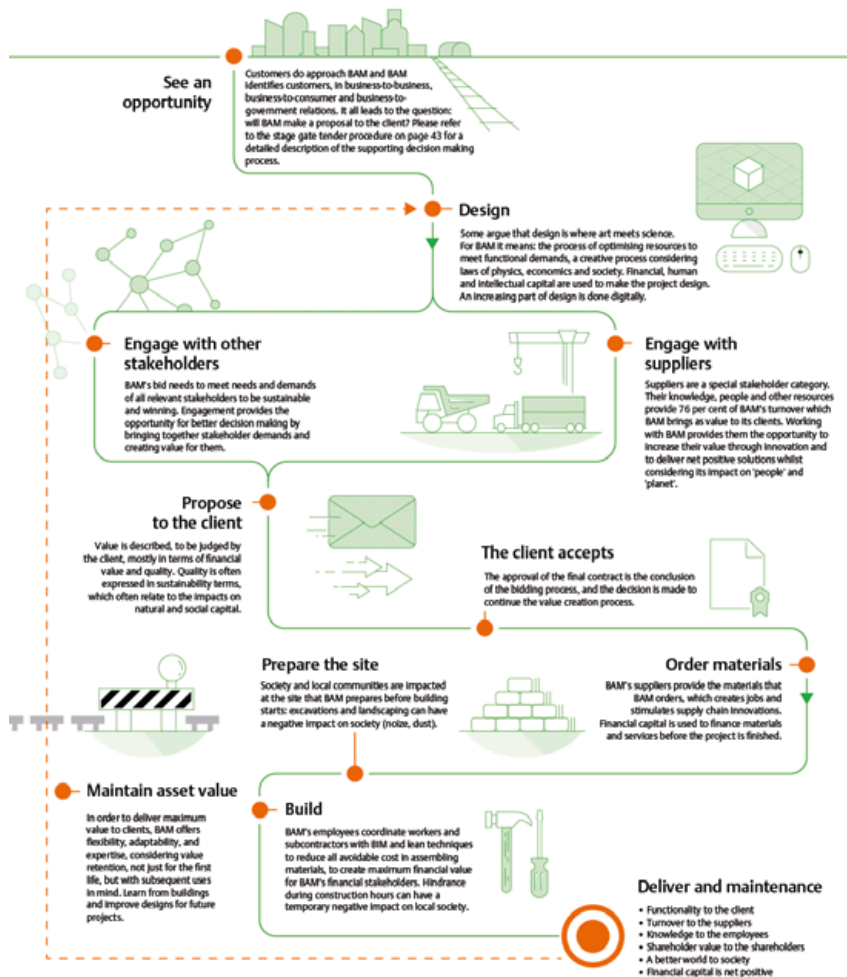 See an
opportunity
Customers do approach BAM and BAM
identifies customers, in business-to-business,
business-to-consumer and business-to-
government relations. It all leads to the question:
will BAM make a proposal to the client? Please refer
to the stage gate tender procedure on page 43 for a
detailed description of the supporting decision making
process.
Design
Some argue that design is where art meets science.
For BAM it means: the process of optimising resources to
meet functional demands, a creative process considering
laws of physics, economics and society. Financial, human
and intellectual capital are used to make the project design.
An increasing part of design is done digitally.
Engage with other
stakeholders
BAM's bid needs to meet needs and demands
of all relevant stakeholders to be sustainable
and winning. Engagement provides the
opportunity for better decision making by
bringing together stakeholder demands and
creating value for them.
Engage with
suppliers
Suppliers are a special stakeholder category.
Their knowledge, people and other resources
provide 76 per cent of BAM's turnover which
BAM brings as value to its clients. Working
with BAM provides them the opportunity to
increase their value through innovation and
to deliver net positive solutions whilst
considering its impact on 'people' and
'planet'.
Propose
to the client
Value is described, to be judged by
the client, mostly in terms of financial
value and quality. Quality is often
expressed in sustainability terms,
which often relate to the impacts on
natural and social capital.
The client accepts
The approval of the final contract is the conclusion
of the bidding process, and the decision is made to
continue the value creation process.
Order materials
BAM's suppliers provide the materials that
BAM orders, which creates jobs and
stimulates supply chain innovations.
Financial capital is used to finance materials
and services before the project is finished.
Prepare the site
Society and local communities are impacted
at the site that BAM prepares before building
starts: excavations and landscaping can have
a negative impact on society (noize, dust).
Build
BAM's employees coordinate workers and
subcontractors with BIM and lean techniques
to reduce all avoidable cost in assembling
materials, to create maximum financial value
for BAM's financial stakeholders. Hindrance
during construction hours can have a
temporary negative impact on local society.
Maintain asset value
In order to deliver maximum
value to clients, BAM offers
flexibility, adaptability, and
expertise, considering value
retention, not just for the first
life, but with subsequent uses
in mind. Learn from buildings
and improve designs for future
projects.
Deliver and maintenance
• Functionality to the client
• Turnover to the suppliers
• Knowledge to the employees
• Shareholder value to the shareholders
• A better world to society
• Financial capital is net positive